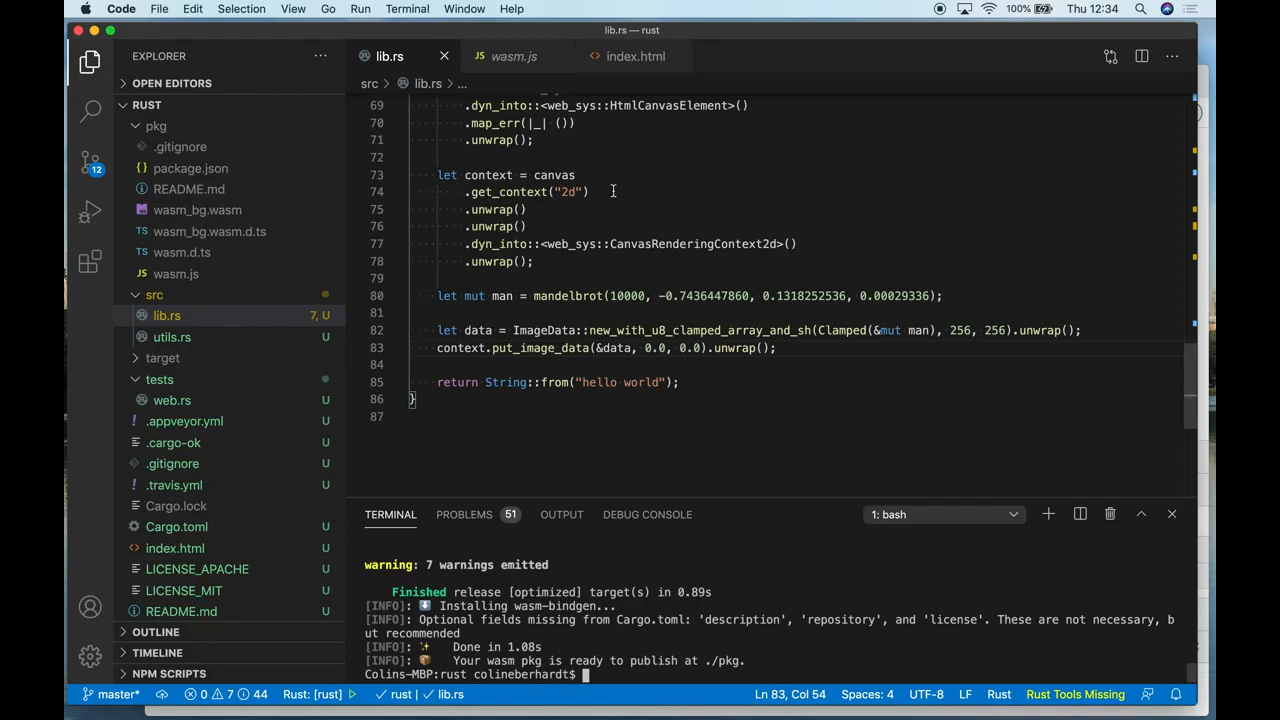 Code File Edit Selection View Go Run Terminal Window Help 100% Thu 12:34
lib.rs — rust
EXPLORER
lib.rs
JS wasm.js
<> index.html
OPEN EDITORS
src > lib.rs > ...
RUST
pkg
.gitignore
{} package.json
README.md
wasm_bg.wasm
TS wasm_bg.wasm.d.ts
TS wasm.d.ts
JS wasm.js
src
lib.rs 7, U
utils.rs U
target
tests
web.rs U
.appveyor.yml U
.cargo-ok U
.gitignore U
.travis.yml U
Cargo.lock
Cargo.toml U
<> index.html U
LICENSE_APACHE U
LICENSE_MIT U
README.md U
OUTLINE
TIMELINE
NPM SCRIPTS
12
69 .dyn_into::<web_sys::HtmlCanvasElement>()
70 .map_err(|_| ())
71 .unwrap();
72
73 let context = canvas
74 .get_context("2d")
75 .unwrap()
76 .unwrap()
77 .dyn_into::<web_sys::CanvasRenderingContext2d>()
78 .unwrap();
79
80 let mut man = mandelbrot(10000, -0.7436447860, 0.1318252536, 0.00029336);
81
82 let data = ImageData::new_with_u8_clamped_array_and_sh(Clamped(&mut man), 256, 256).unwrap();
83 context.put_image_data(&data, 0.0, 0.0).unwrap();
84
85 return String::from("hello world");
86 }
87
TERMINAL PROBLEMS 51 OUTPUT DEBUG CONSOLE 1: bash
warning: 7 warnings emitted
Finished release [optimized] target(s) in 0.89s
[INFO]: Installing wasm-bindgen...
[INFO]: Optional fields missing from Cargo.toml: 'description', 'repository', and 'license'. These are not necessary, b
ut recommended
[INFO]: Done in 1.08s
[INFO]: Your wasm pkg is ready to publish at ./pkg.
Colins-MBP:rust colineberhardt$
master* 0 7 44 Rust: [rust] rust | lib.rs Ln 83, Col 54 Spaces: 4 UTF-8 LF Rust Rust Tools Missing